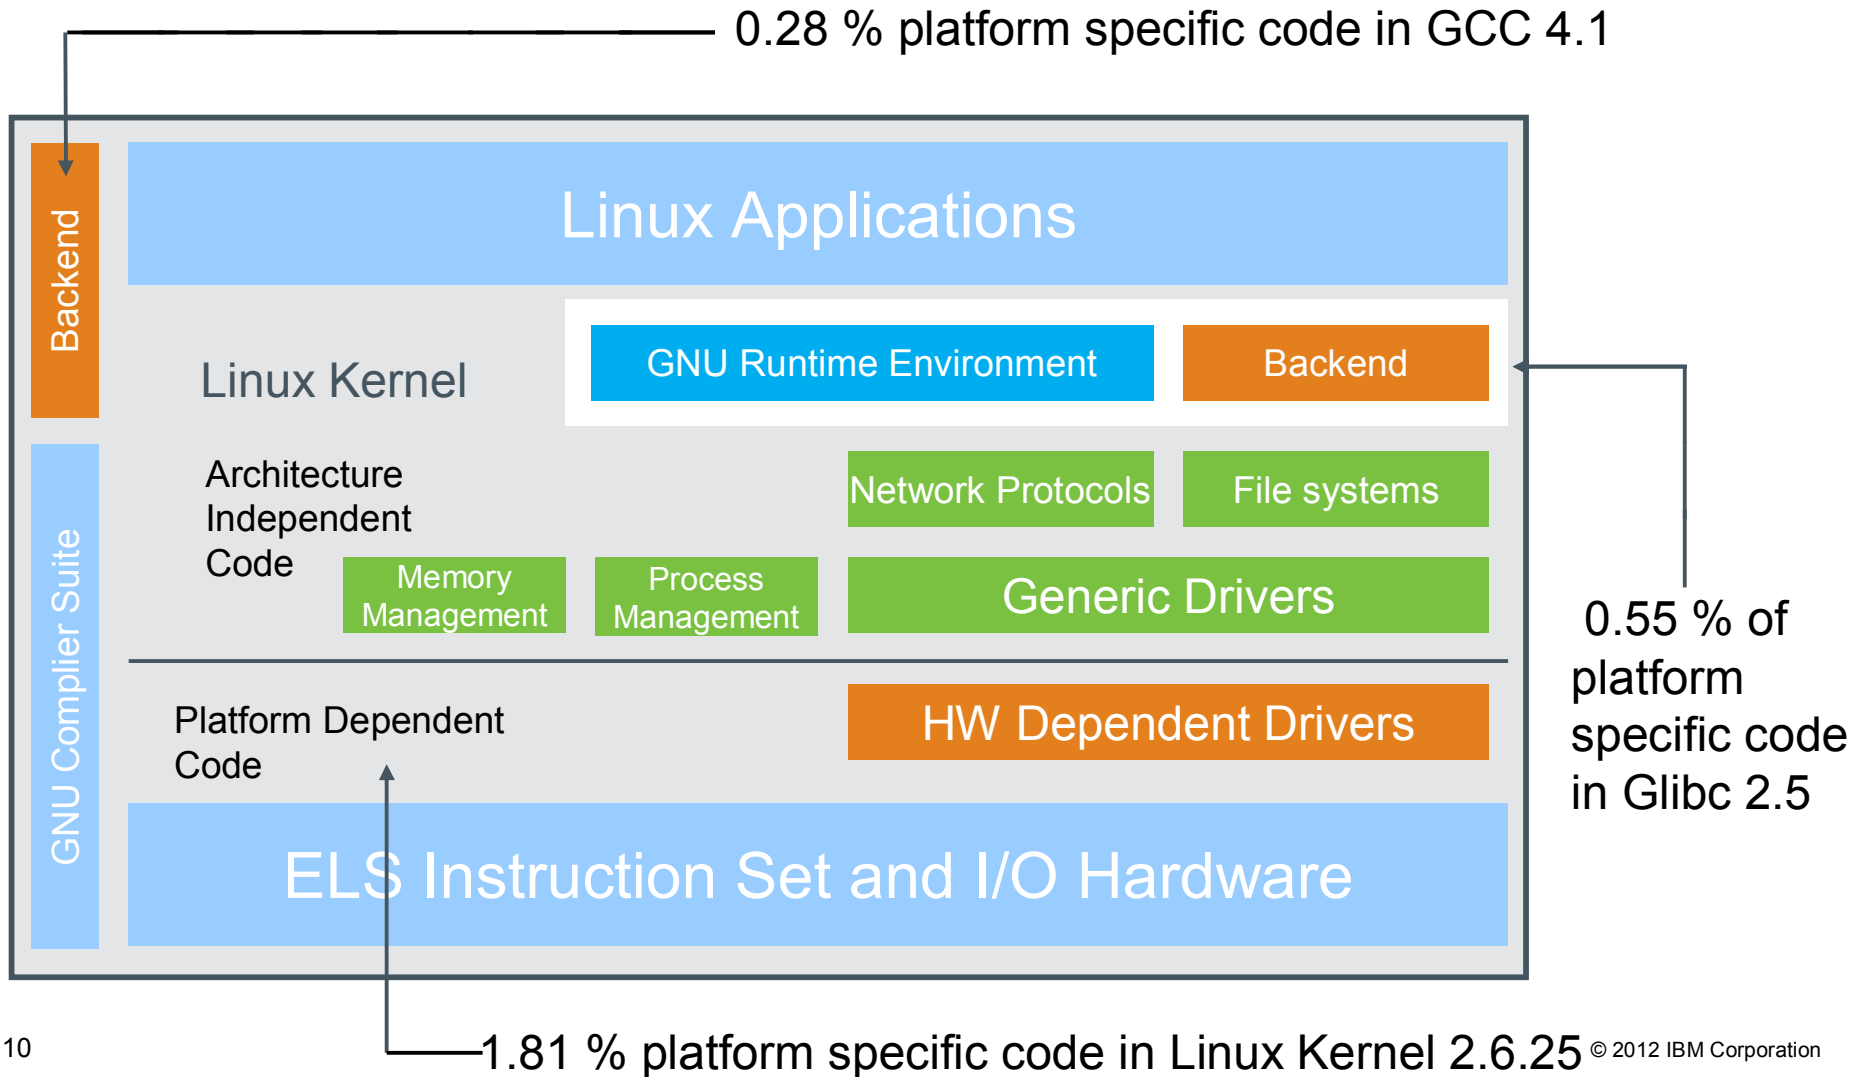 0.28 % platform specific code in GCC 4.1
Backend
Linux Applications
Linux Kernel
GNU Runtime Environment
Backend
Architecture
Independent
Code
Network Protocols
File systems
Memory
Management
Process
Management
Generic Drivers
GNU Complier Suite
Platform Dependent
Code
HW Dependent Drivers
0.55 % of
platform
specific code
in Glibc 2.5
ELS Instruction Set and I/O Hardware
10
1.81 % platform specific code in Linux Kernel 2.6.25
© 2012 IBM Corporation